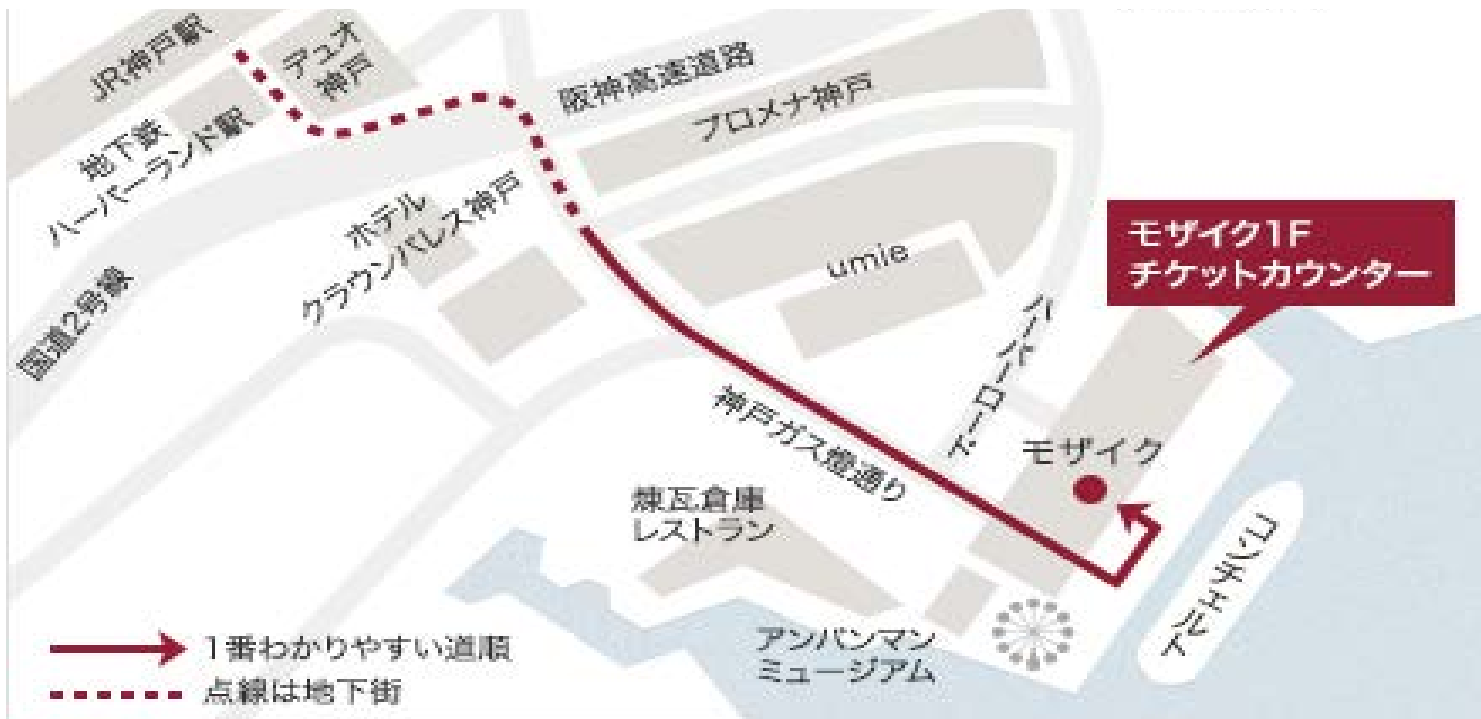 JR神戸駅
デュオ
神戸
地下鉄
ハーバーランド駅
阪神高速道路
プロメナ神戸
国道2号線
ホテル
クラウンパレス神戸
umie
モザイク1F
チケットカウンター
ハーバーロード
神戸ガス燈通り
モザイク
煉瓦倉庫
レストラン
コンチェルト
アンパンマン
ミュージアム
1番わかりやすい道順
点線は地下街